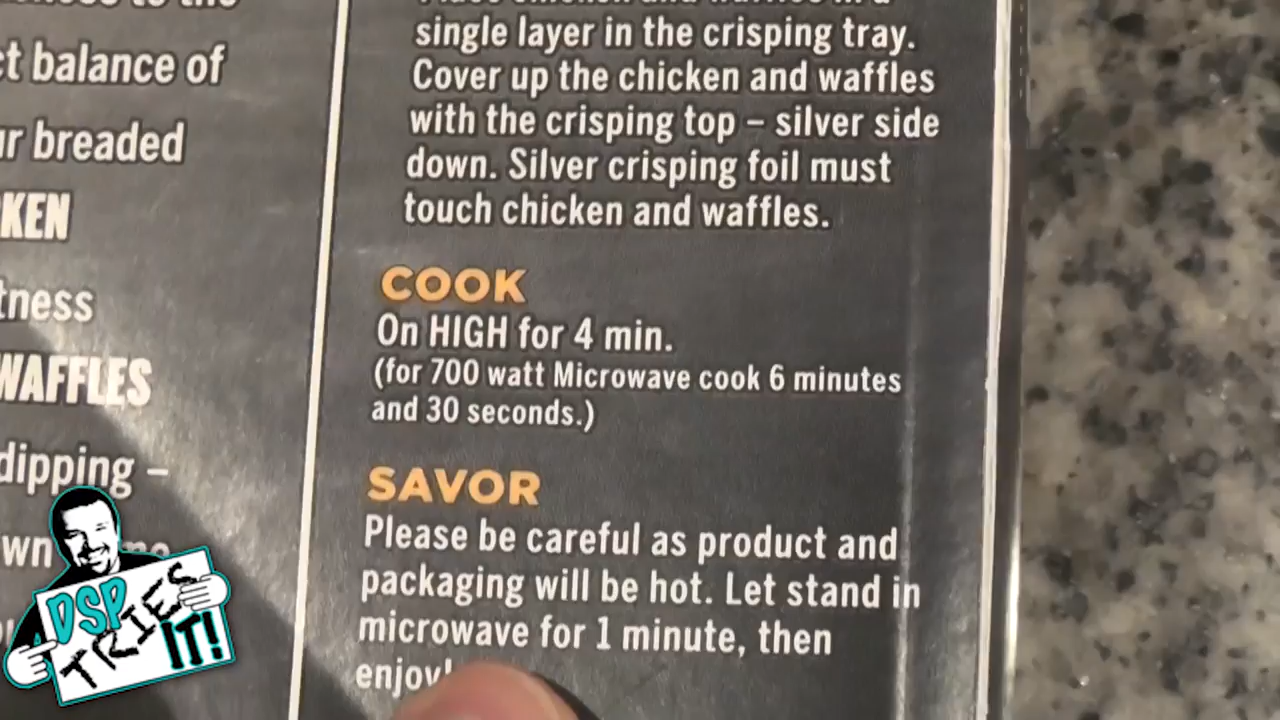 ct balance of
ur breaded
KEN
tness
WAFFLES
dipping –
single layer in the crisping tray.
Cover up the chicken and waffles
with the crisping top – silver side
down. Silver crisping foil must
touch chicken and waffles.
COOK
On HIGH for 4 min.
(for 700 watt Microwave cook 6 minutes
and 30 seconds.)
SAVOR
Please be careful as product and
packaging will be hot. Let stand in
microwave for 1 minute, then
enjoy!
DSP
TRIES
IT!